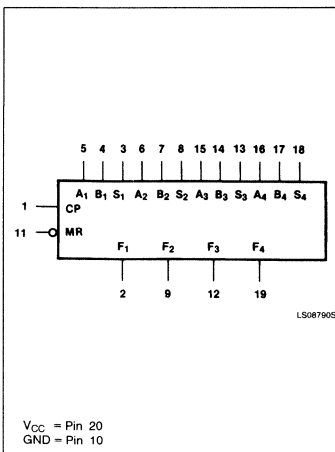 5 4 3 6 7 8 15 14 13 16 17 18
A1 B1 S1 A2 B2 S2 A3 B3 S3 A4 B4 S4
1 CP
11 MR
F1 F2 F3 F4
2 9 12 19
LS08790S
VCC = Pin 20
GND = Pin 10